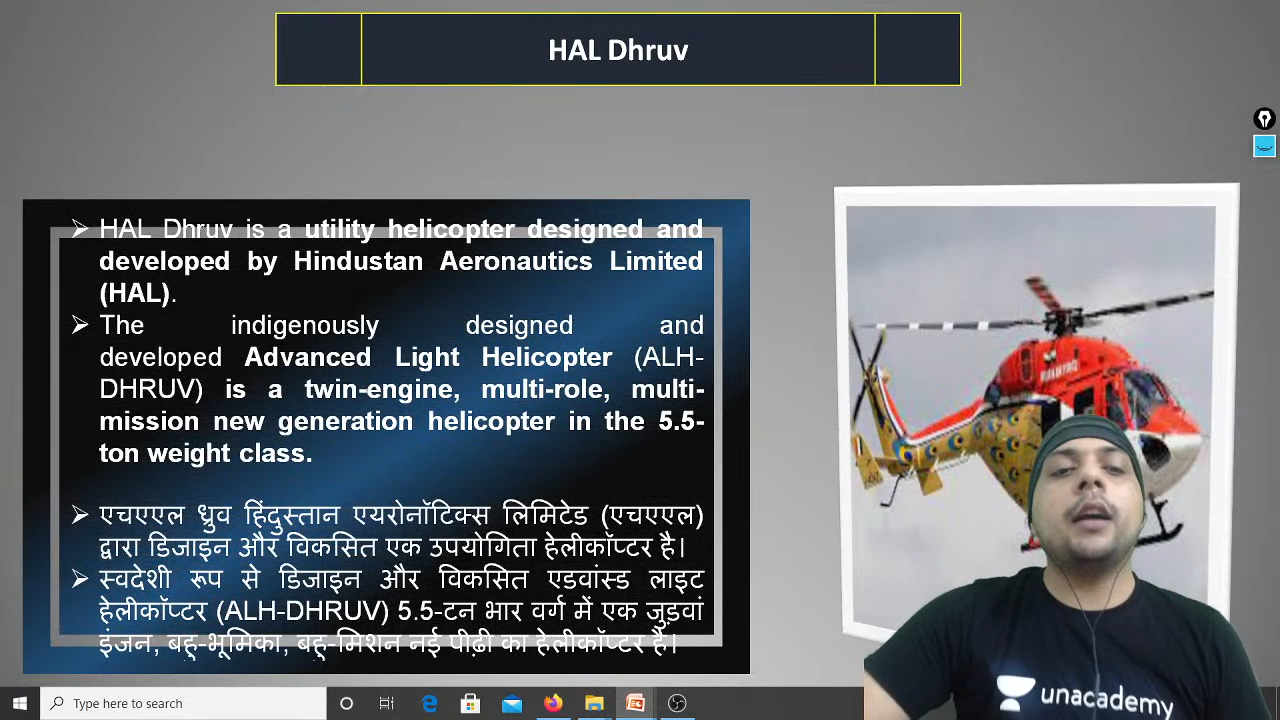 HAL Dhruv
➢ HAL Dhruv is a utility helicopter designed and
developed by Hindustan Aeronautics Limited
(HAL).
➢ The indigenously designed and
developed Advanced Light Helicopter (ALH-
DHRUV) is a twin-engine, multi-role, multi-
mission new generation helicopter in the 5.5-
ton weight class.
➢ एचएएल ध्रुव हिंदुस्तान एयरोनॉटिक्स लिमिटेड (एचएएल)
द्वारा डिजाइन और विकसित एक उपयोगिता हेलीकॉप्टर है।
➢ स्वदेशी रूप से डिजाइन और विकसित एडवांस्ड लाइट
हेलीकॉप्टर (ALH-DHRUV) 5.5-टन भार वर्ग में एक जुड़वां
इंजन, बहु-भूमिका, बहु-मिशन नई पीढ़ी का हेलीकॉप्टर है।
unacademy
Type here to search